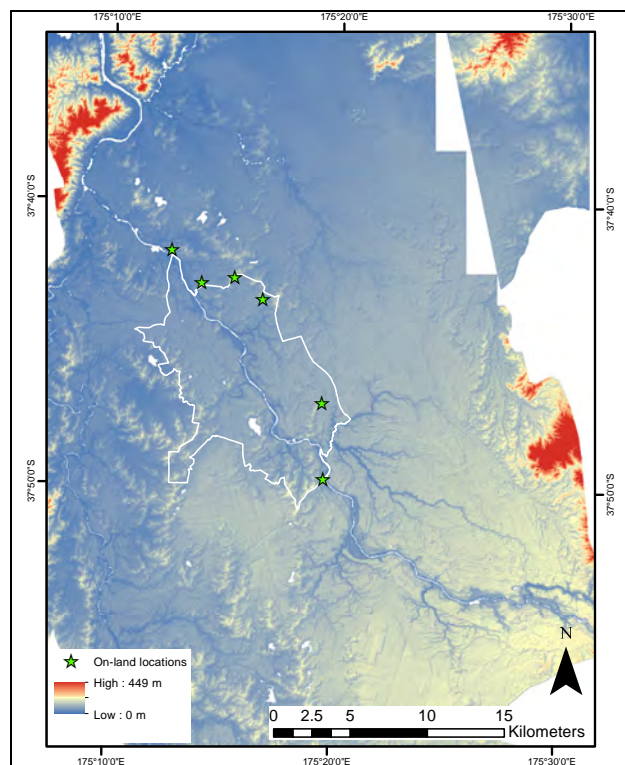 175°10'0"E 175°20'0"E 175°30'0"E
37°40'0"S 37°40'0"S
37°50'0"S 37°50'0"S
On-land locations
High : 449 m
Low : 0 m
N
0 2.5 5 10 15
Kilometers
175°10'0"E 175°20'0"E 175°30'0"E